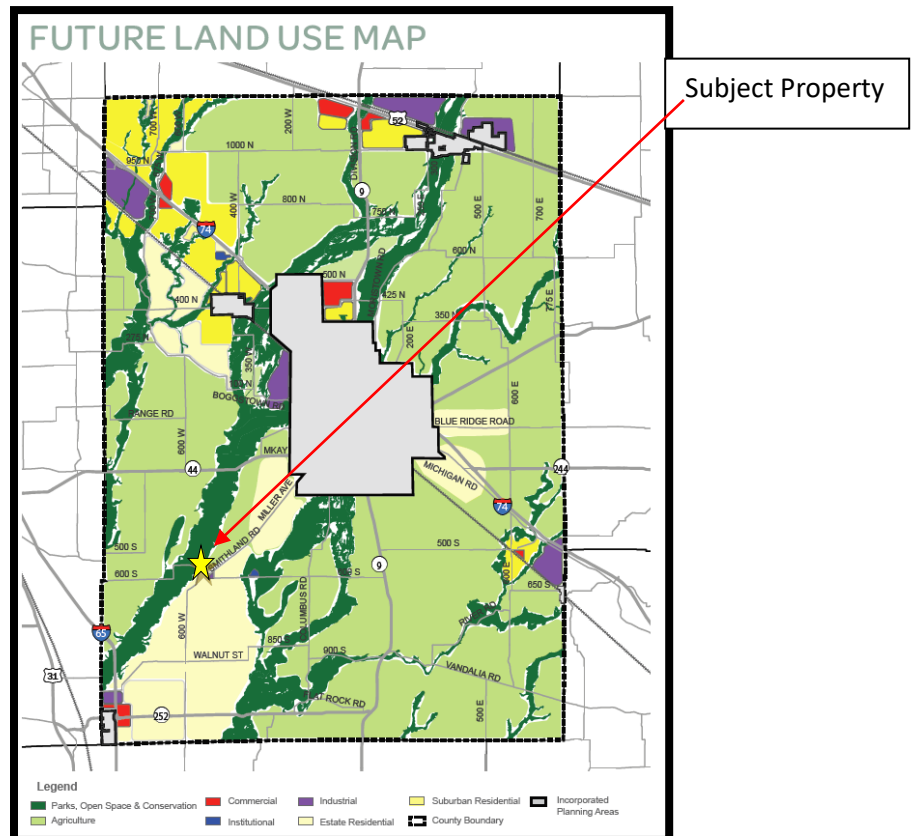 FUTURE LAND USE MAP
Subject Property
700 W
200 W
52
950 N
1000 N
9
400 W
800 N
750 N
500 E
700 E
74
600 N
775 E
500 N
400 N
425 N
350 N
200 E
350 W
BOGGSTOWN RD
RANGE RD
600 E
BLUE RIDGE ROAD
600 W
MKAY
44
MILLER AVE
MICHIGAN RD
244
74
500 S
SMITHLAND RD
500 S
9
600 S
650 S
COLUMBUS RD
600 W
65
850 S
WALNUT ST
900 S
31
VANDALIA RD
FLAT ROCK RD
252
500 E
Legend
Parks, Open Space & Conservation
Commercial
Industrial
Suburban Residential
Incorporated
Planning Areas
Agriculture
Institutional
Estate Residential
County Boundary